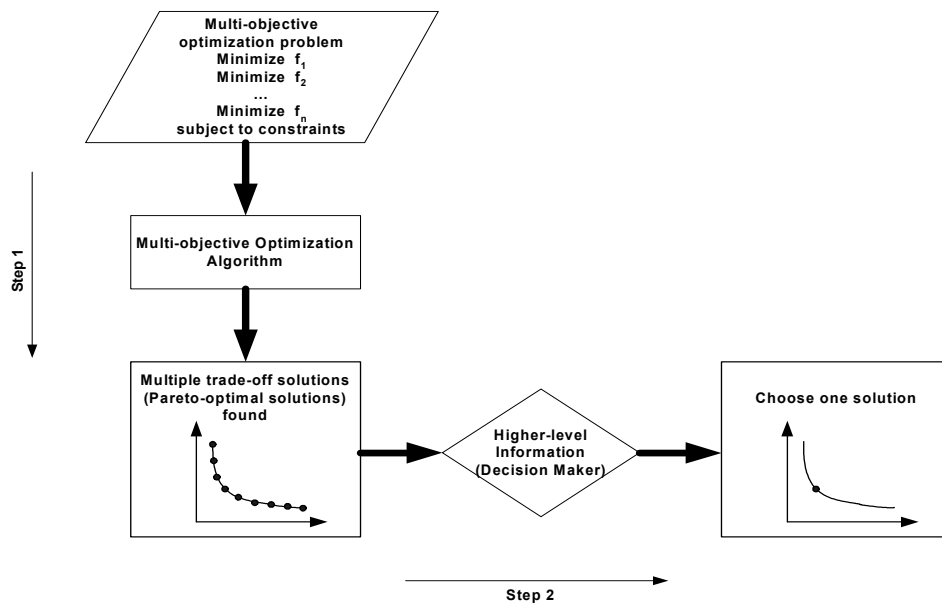 Multi-objective
optimization problem
Minimize f1
Minimize f2
...
Minimize fn
subject to constraints
Step 1
Multi-objective Optimization
Algorithm
Multiple trade-off solutions
(Pareto-optimal solutions)
found
Higher-level
Information
(Decision Maker)
Choose one solution
Step 2